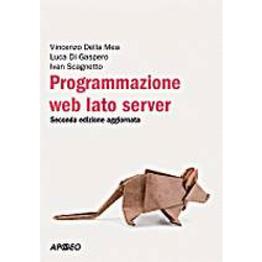 Vincenzo Della Mea
Luca Di Gaspero
Ivan Scagnetto
Programmazione
web lato server
Seconda edizione aggiornata
APOGEO